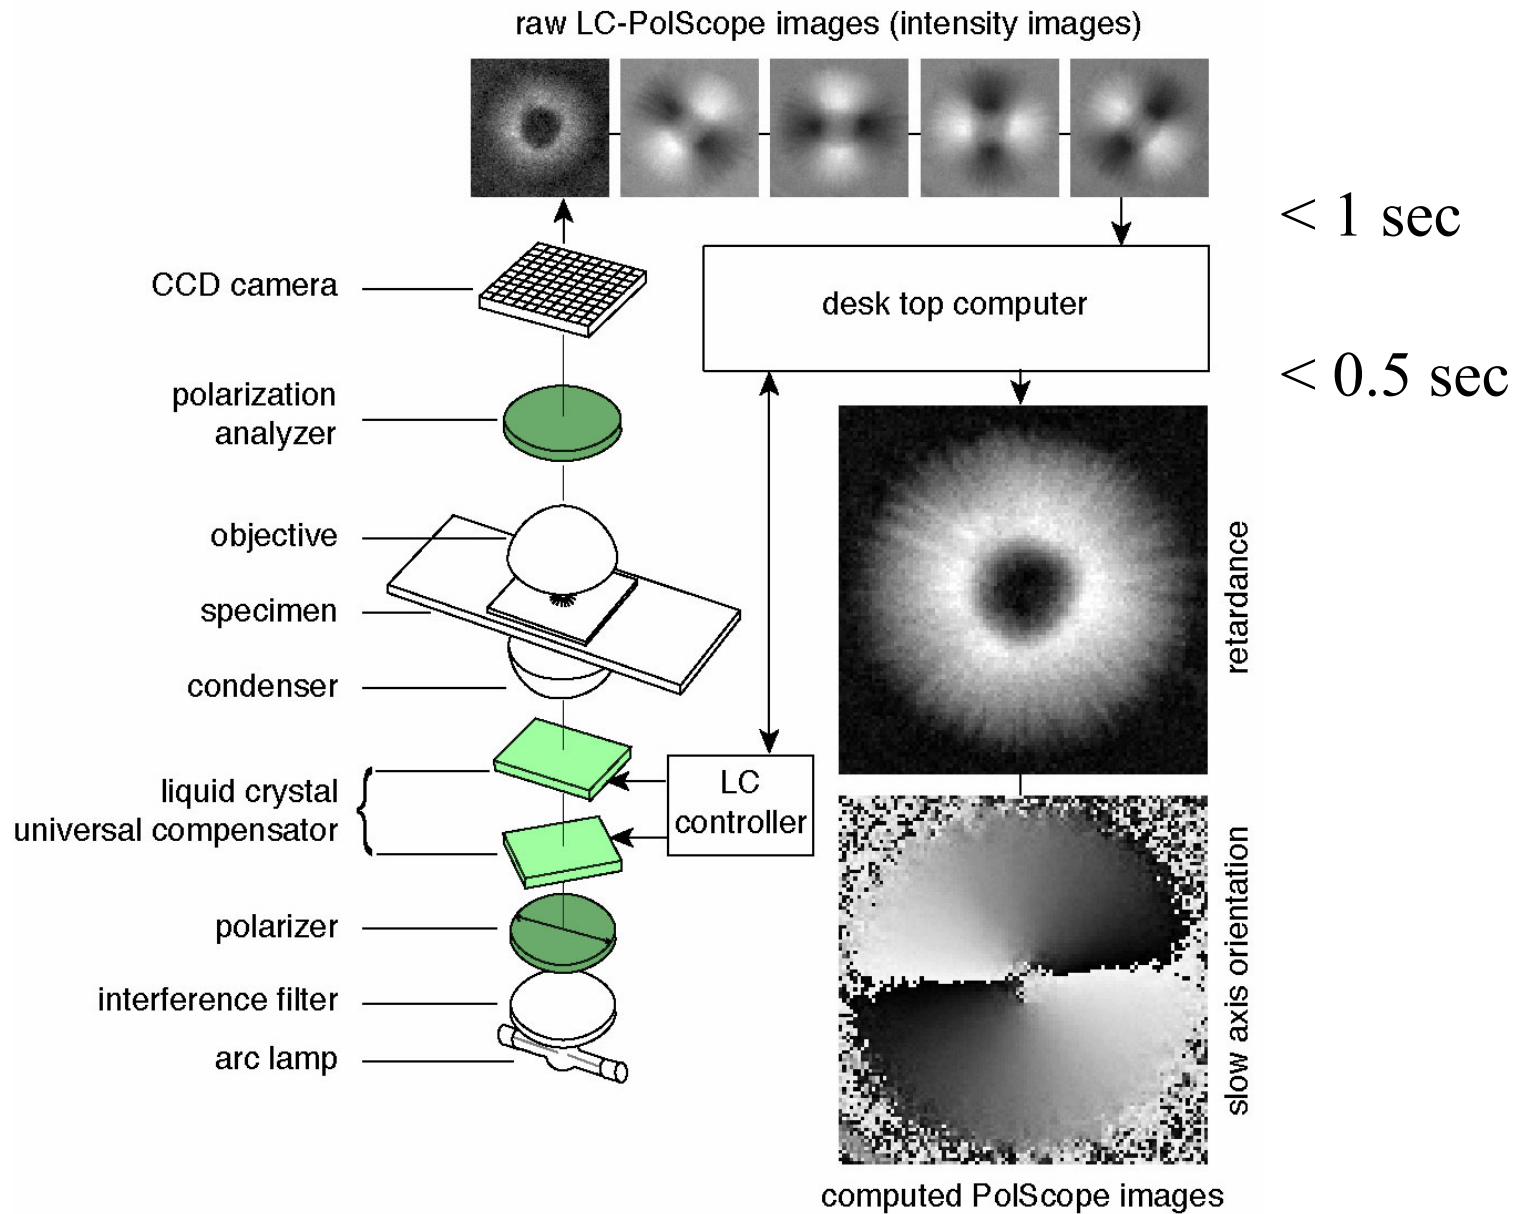 raw LC-PolScope images (intensity images)
< 1 sec
CCD camera
desk top computer
< 0.5 sec
polarization
analyzer
objective
specimen
condenser
liquid crystal
universal compensator
LC
controller
polarizer
interference filter
arc lamp
retardance
slow axis orientation
computed PolScope images